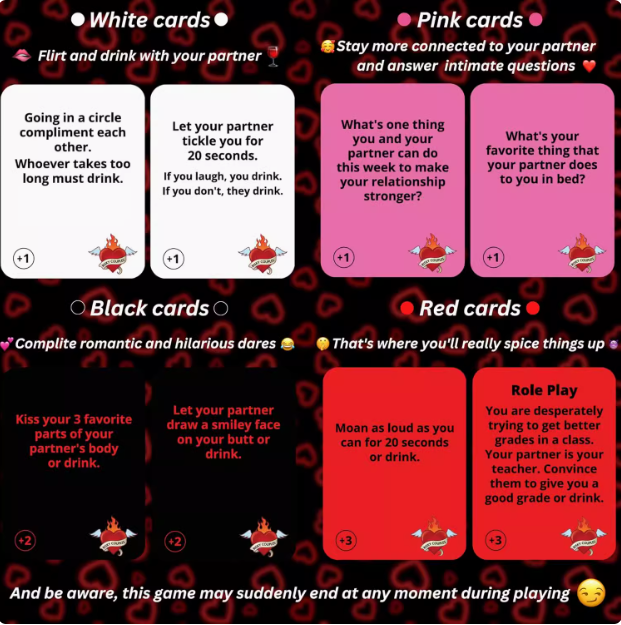 White cards
Flirt and drink with your partner
Going in a circle
compliment each
other.
Whoever takes too
long must drink.
+1
Let your partner
tickle you for
20 seconds.
If you laugh, you drink.
If you don't, they drink.
+1
Pink cards
Stay more connected to your partner
and answer intimate questions
What's one thing
you and your
partner can do
this week to make
your relationship
stronger?
+1
What's your
favorite thing that
your partner does
to you in bed?
+1
Black cards
Complite romantic and hilarious dares
Kiss your 3 favorite
parts of your
partner's body
or drink.
+2
Let your partner
draw a smiley face
on your butt or
drink.
+2
Red cards
That's where you'll really spice things up
Moan as loud as you
can for 20 seconds
or drink.
+3
Role Play
You are desperately
trying to get better
grades in a class.
Your partner is your
teacher. Convince
them to give you a
good grade or drink.
+3
And be aware, this game may suddenly end at any moment during playing